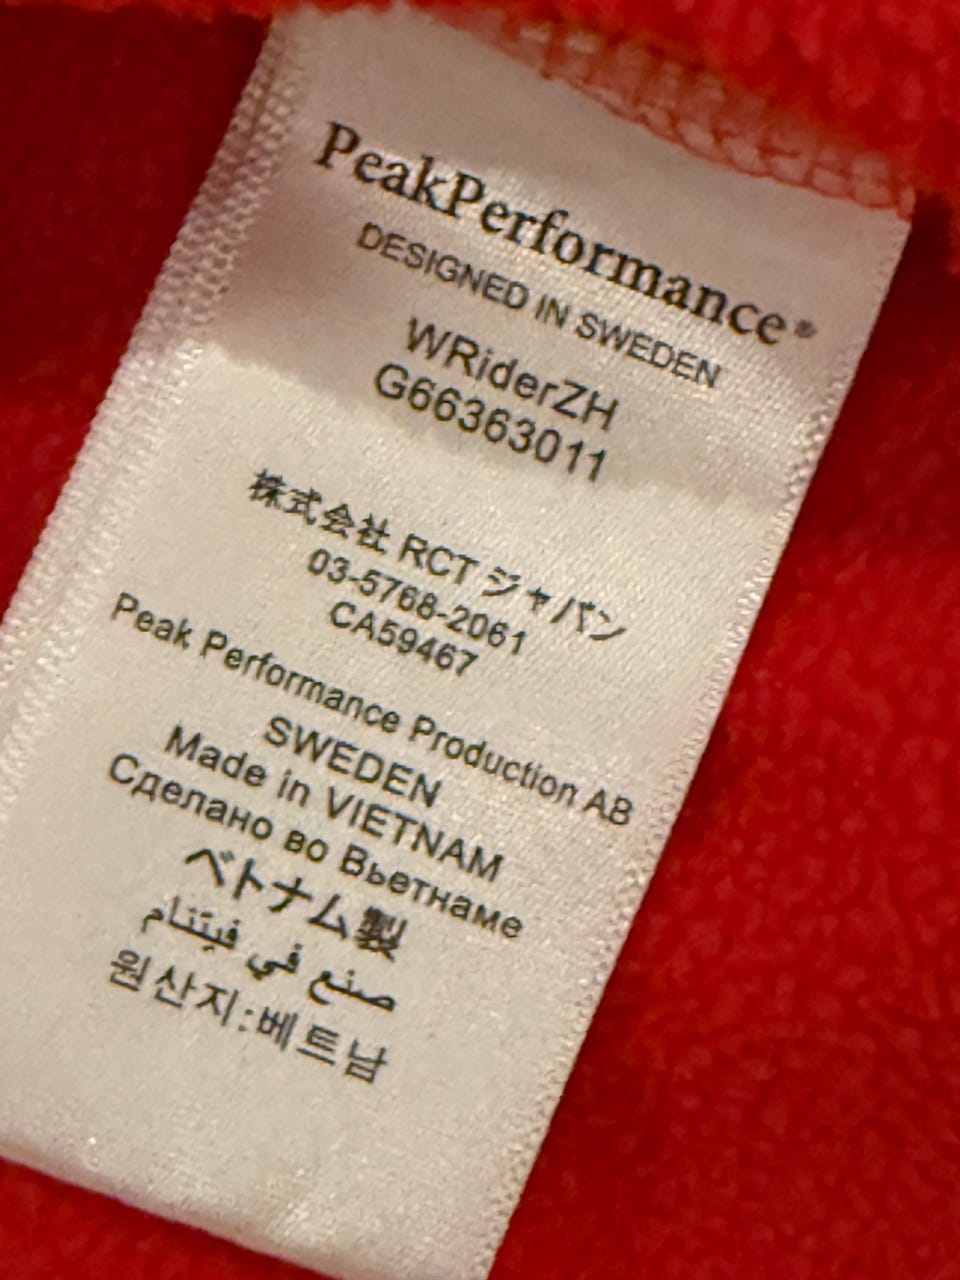 PeakPerformance®
DESIGNED IN SWEDEN
WRiderZH
G66363011
株式会社 RCT ジャパン
03-5768-2061
CA59467
Peak Performance Production AB
SWEDEN
Made in VIETNAM
Сделано во Вьетнаме
ベトナム製
صنع في فيتنام
원산지:베트남